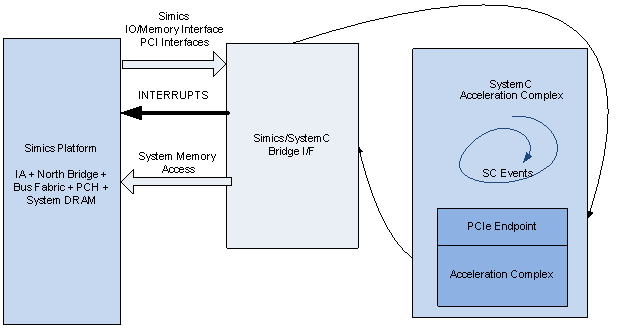 Simics
IO/Memory Interface
PCI Interfaces
INTERRUPTS
System Memory
Access
Simics Platform
IA + North Bridge +
Bus Fabric + PCH +
System DRAM
Simics/SystemC
Bridge I/F
SystemC
Acceleration Complex
SC Events
PCIe Endpoint
Acceleration Complex